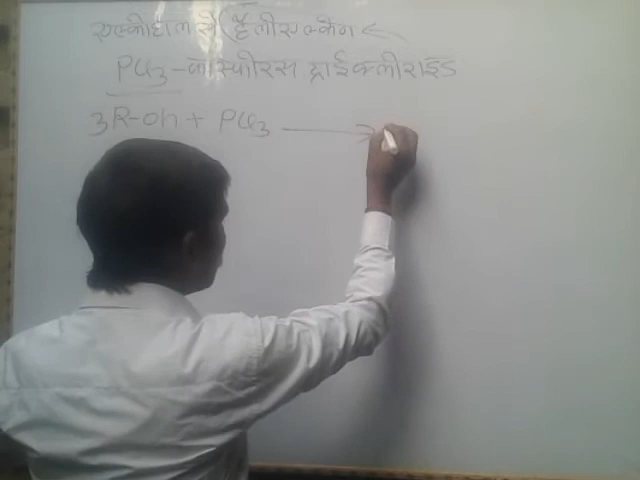 एल्कोहॉल से (हैलोएल्केन
PCl3 - फास्फोरस ट्राईक्लोराइड
3R-oh + PCl3 →